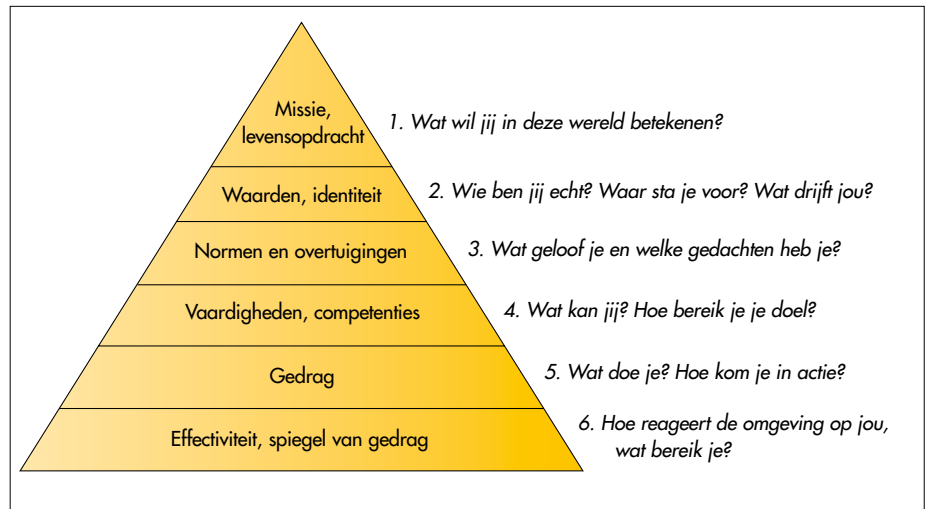 Missie,
levensopdracht
1. Wat wil jij in deze wereld betekenen?
Waarden, identiteit
2. Wie ben jij echt? Waar sta je voor? Wat drijft jou?
Normen en overtuigingen
3. Wat geloof je en welke gedachten heb je?
Vaardigheden, competenties
4. Wat kan jij? Hoe bereik je je doel?
Gedrag
5. Wat doe je? Hoe kom je in actie?
Effectiviteit, spiegel van gedrag
6. Hoe reageert de omgeving op jou,
wat bereik je?